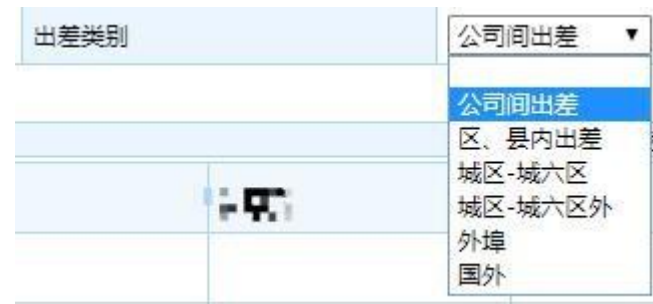 出差类别
公司间出差
公司间出差
区、县内出差
城区-城六区
城区-城六区外
外埠
国外